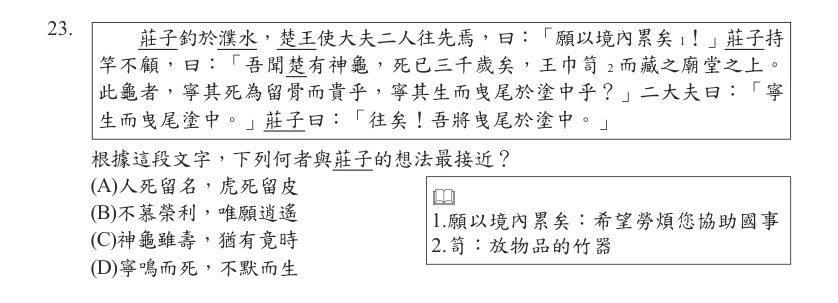 23.
莊子釣於濮水，楚王使大夫二人往先焉，曰：「願以境內累矣1！」莊子持
竿不顧，曰：「吾聞楚有神龜，死已三千歲矣，王巾笥2而藏之廟堂之上。
此龜者，寧其死為留骨而貴乎，寧其生而曳尾於塗中乎？」二大夫曰：「寧
生而曳尾塗中。」莊子曰：「往矣！吾將曳尾於塗中。」
根據這段文字，下列何者與莊子的想法最接近？
(A)人死留名，虎死留皮
(B)不慕榮利，唯願逍遙
(C)神龜雖壽，猶有竟時
(D)寧鳴而死，不默而生
1.願以境內累矣：希望勞煩您協助國事
2.笥：放物品的竹器